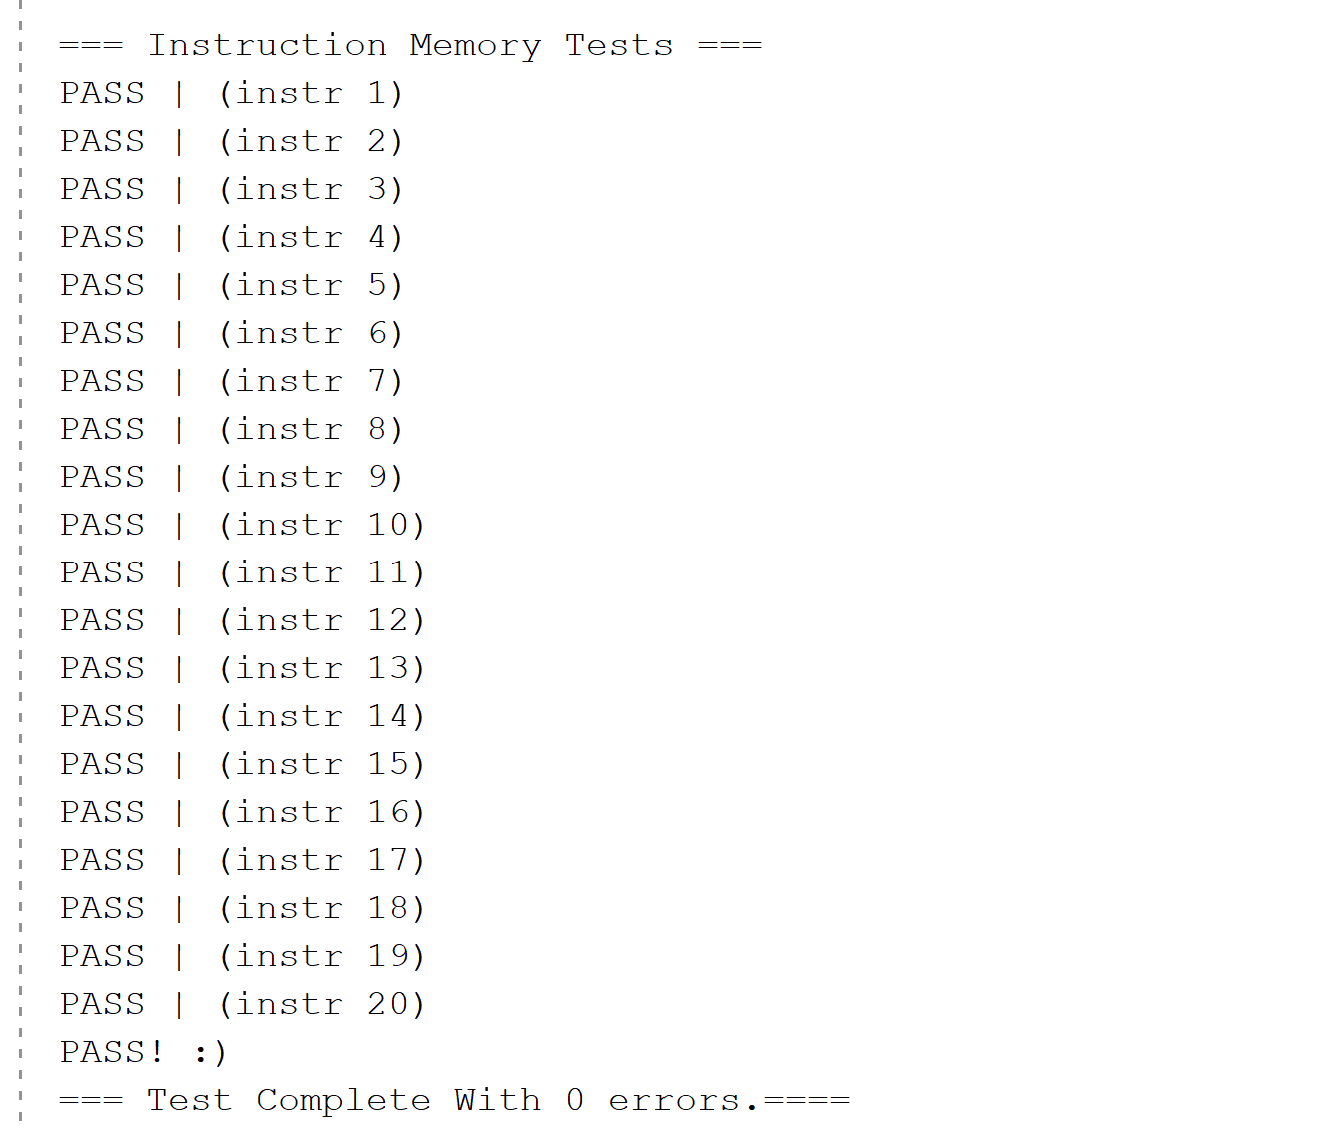 === Instruction Memory Tests ===
PASS | (instr 1)
PASS | (instr 2)
PASS | (instr 3)
PASS | (instr 4)
PASS | (instr 5)
PASS | (instr 6)
PASS | (instr 7)
PASS | (instr 8)
PASS | (instr 9)
PASS | (instr 10)
PASS | (instr 11)
PASS | (instr 12)
PASS | (instr 13)
PASS | (instr 14)
PASS | (instr 15)
PASS | (instr 16)
PASS | (instr 17)
PASS | (instr 18)
PASS | (instr 19)
PASS | (instr 20)
PASS! :)
=== Test Complete With 0 errors.====